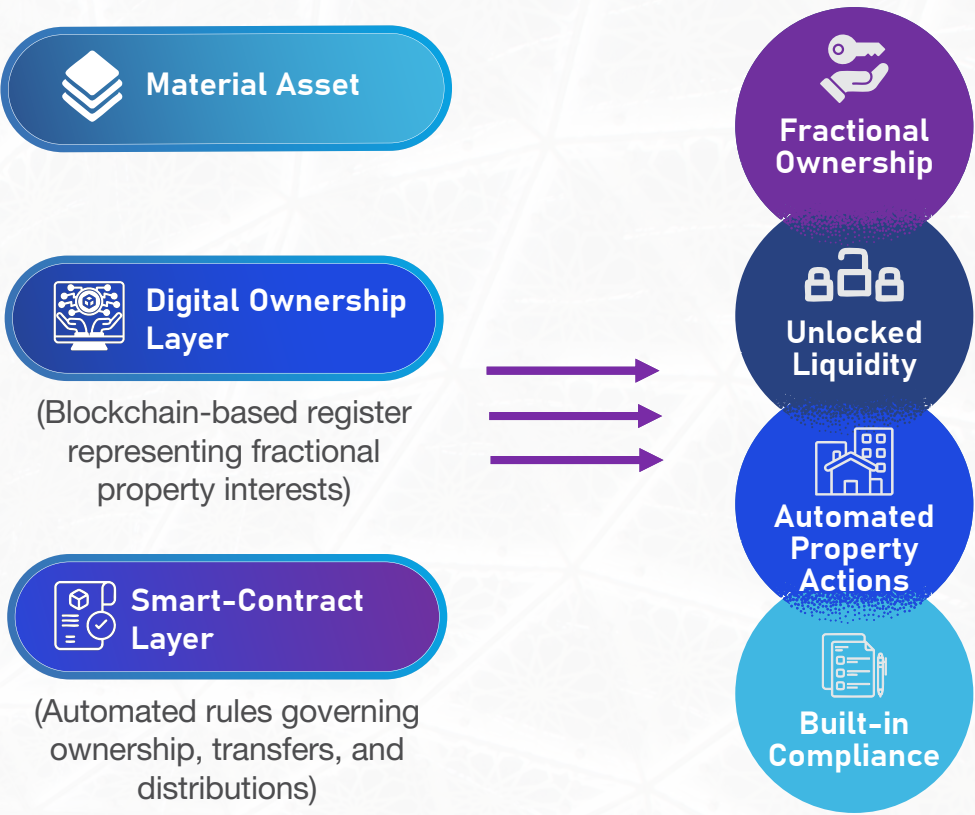 Material Asset
Digital Ownership
Layer
(Blockchain-based register
representing fractional
property interests)
Smart-Contract
Layer
(Automated rules governing
ownership, transfers, and
distributions)
Fractional
Ownership
Unlocked
Liquidity
Automated
Property
Actions
Built-in
Compliance